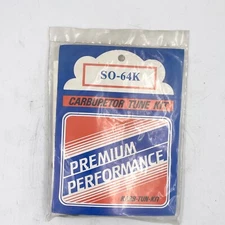 SO-64K
CARBURETOR TUNE KIT
PREMIUM
PERFORMANCE